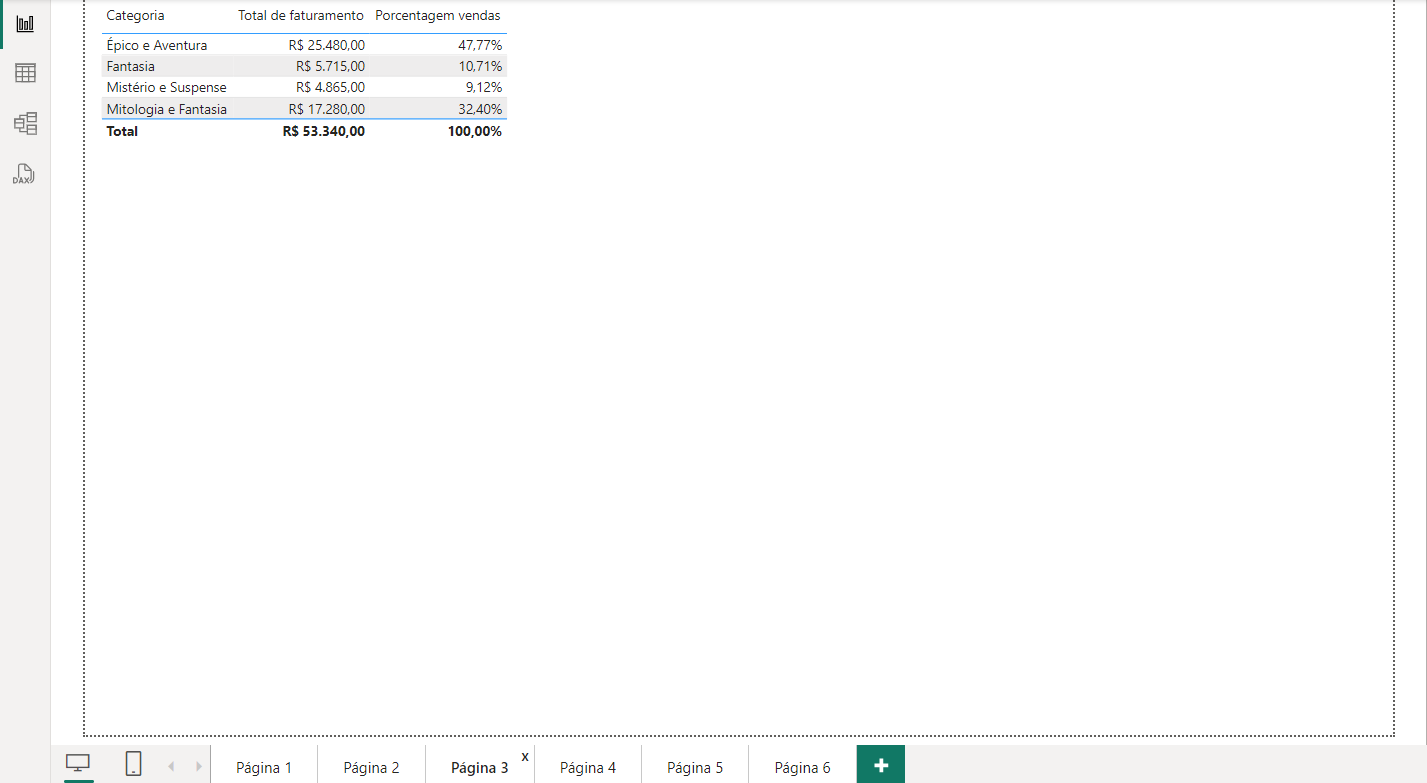 Categoria Total de faturamento Porcentagem vendas
Épico e Aventura R$ 25.480,00 47,77%
Fantasia R$ 5.715,00 10,71%
Mistério e Suspense R$ 4.865,00 9,12%
Mitologia e Fantasia R$ 17.280,00 32,40%
Total R$ 53.340,00 100,00%
DAX
Página 1 Página 2 Página 3 x Página 4 Página 5 Página 6 +